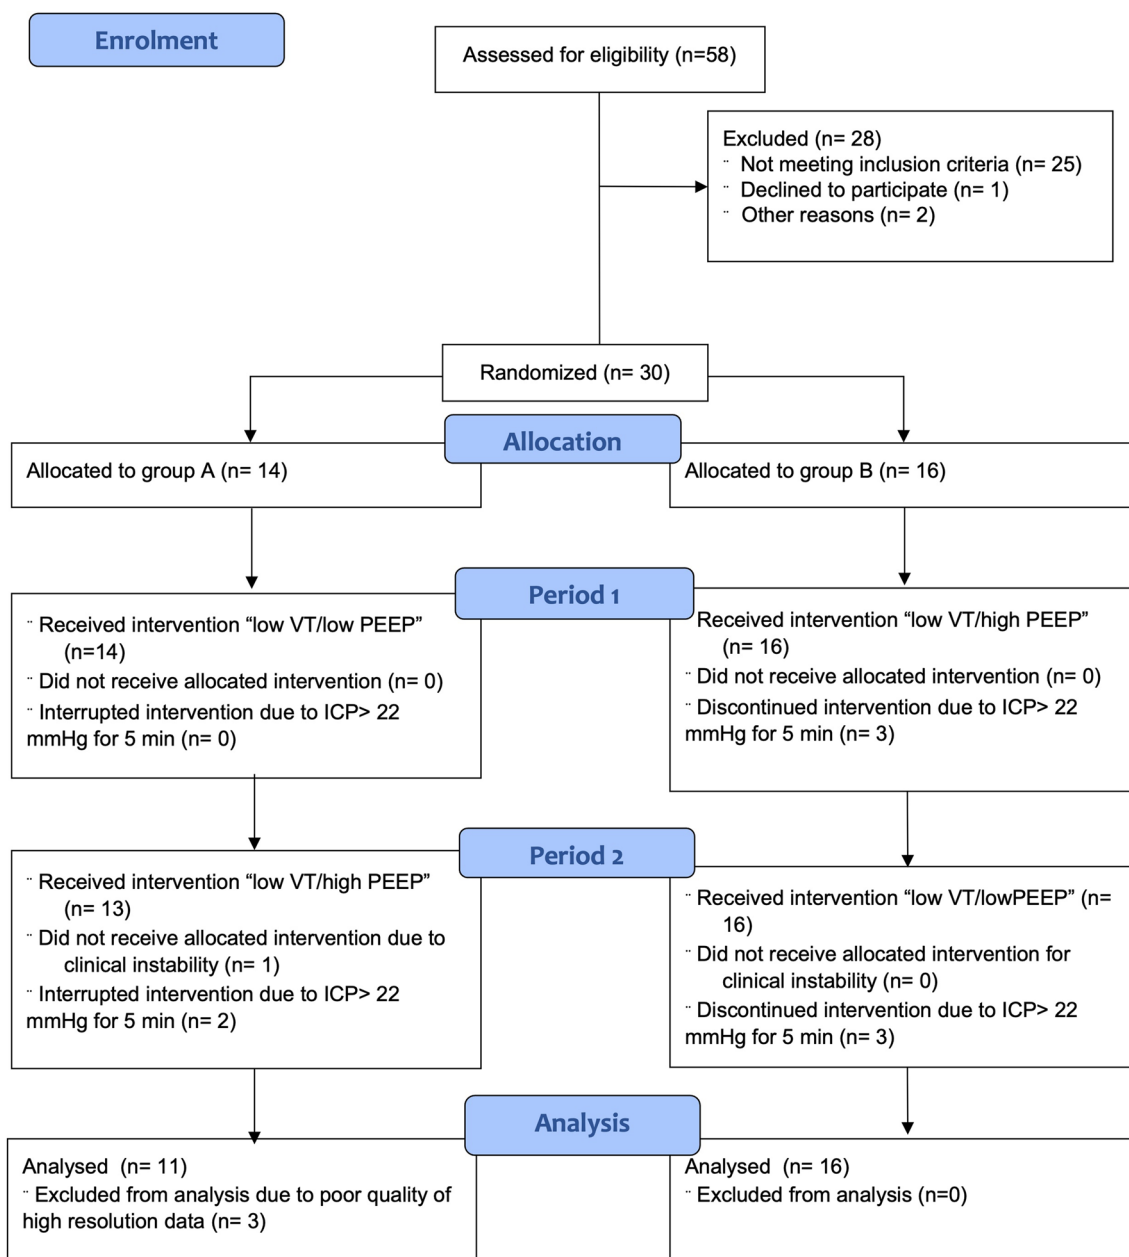 Enrolment
Assessed for eligibility (n=58)
Excluded (n= 28)
¨ Not meeting inclusion criteria (n= 25)
¨ Declined to participate (n= 1)
¨ Other reasons (n= 2)
Randomized (n= 30)
Allocation
Allocated to group A (n= 14)
Allocated to group B (n= 16)
Period 1
¨ Received intervention “low VT/low PEEP”
(n=14)
¨ Did not receive allocated intervention (n= 0)
¨ Interrupted intervention due to ICP> 22
mmHg for 5 min (n= 0)
Received intervention “low VT/high PEEP”
(n= 16)
¨ Did not receive allocated intervention (n= 0)
¨ Discontinued intervention due to ICP> 22
mmHg for 5 min (n= 3)
Period 2
¨ Received intervention “low VT/high PEEP”
(n= 13)
¨ Did not receive allocated intervention due to
clinical instability (n= 1)
¨ Interrupted intervention due to ICP> 22
mmHg for 5 min (n= 2)
¨ Received intervention “low VT/lowPEEP” (n=
16)
¨ Did not receive allocated intervention for
clinical instability (n= 0)
¨ Discontinued intervention due to ICP> 22
mmHg for 5 min (n= 3)
Analysis
Analysed (n= 11)
¨ Excluded from analysis due to poor quality of
high resolution data (n= 3)
Analysed (n= 16)
¨ Excluded from analysis (n=0)